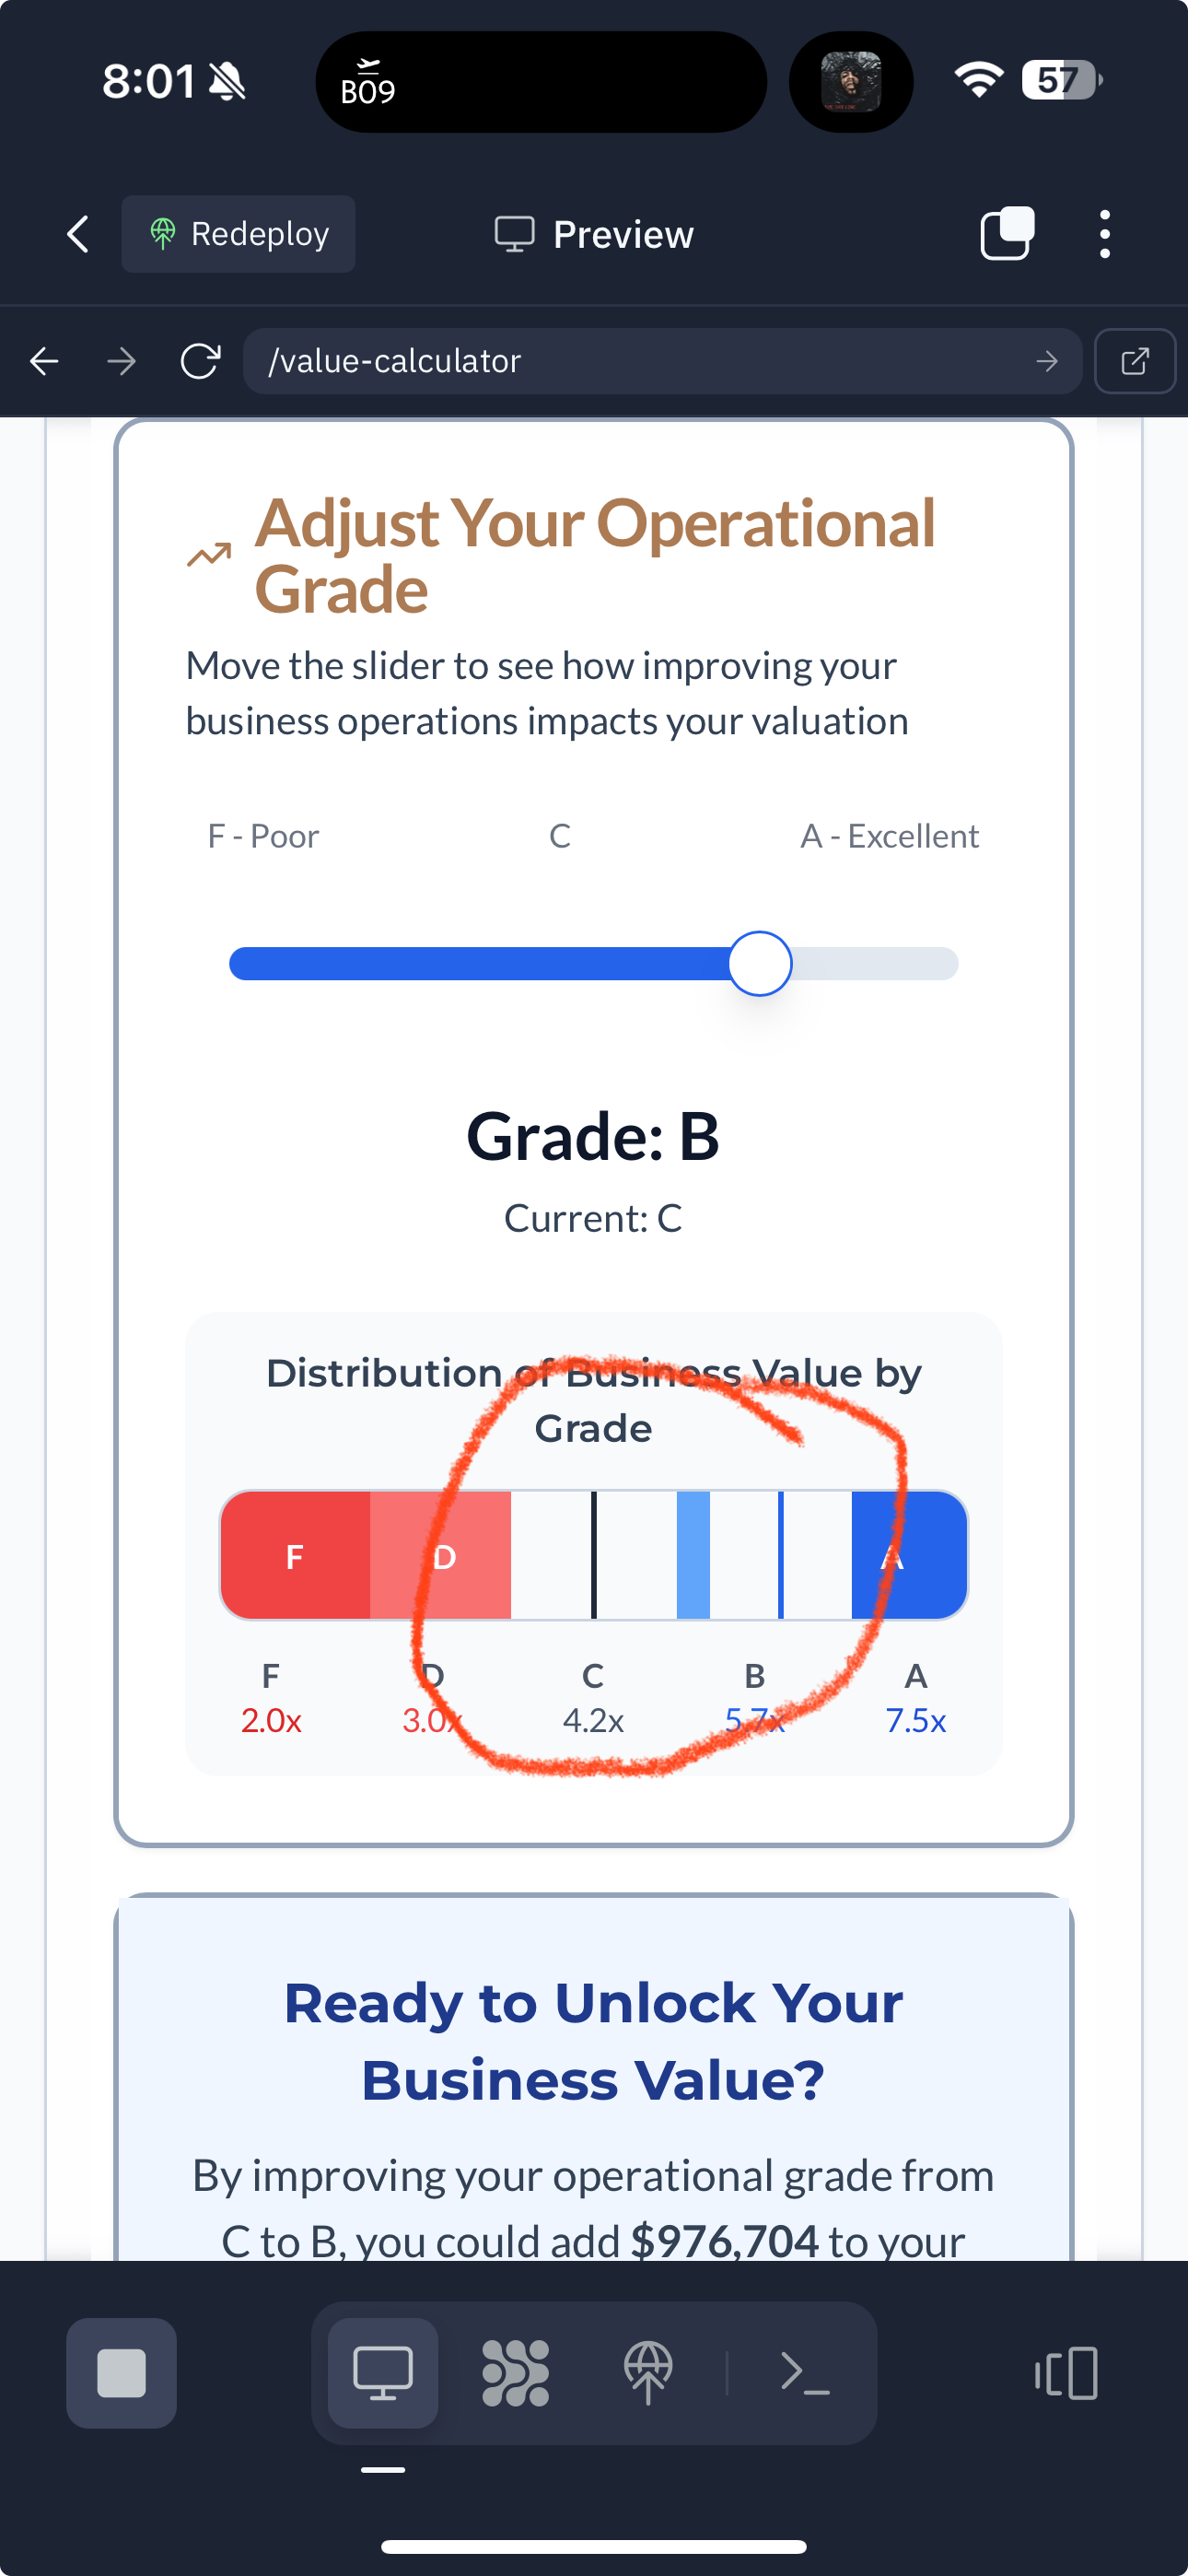 8:01
B09
57
Redeploy
Preview
/value-calculator
Adjust Your Operational
Grade
Move the slider to see how improving your
business operations impacts your valuation
F - Poor C A - Excellent
Grade: B
Current: C
Distribution of Business Value by
Grade
F D A
F D C B A
2.0x 3.0x 4.2x 5.7x 7.5x
Ready to Unlock Your
Business Value?
By improving your operational grade from
C to B, you could add $976,704 to your